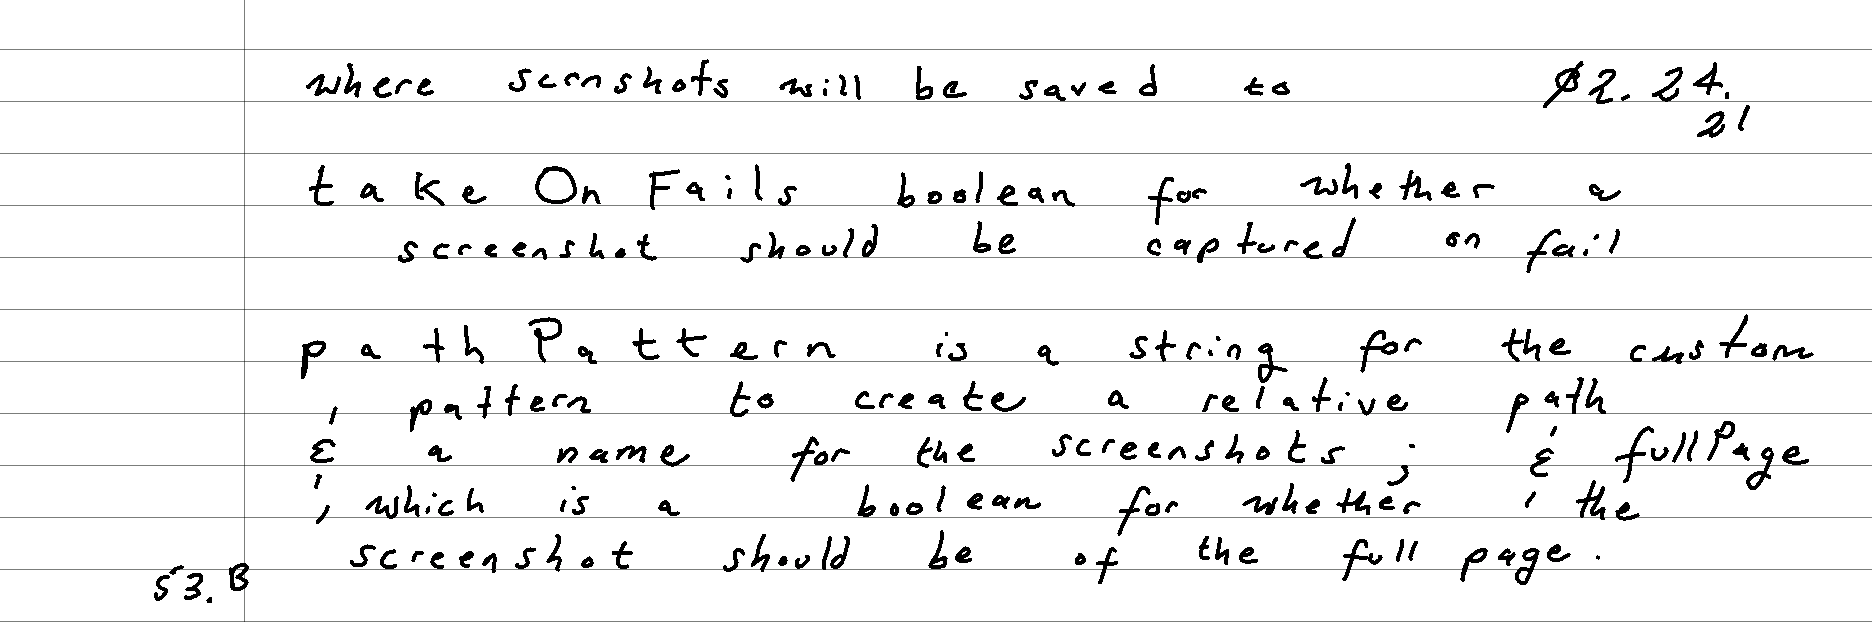 where scrnshots will be saved to $2.24.
21
takeOnFails boolean for whether a
screenshot should be captured on fail
pathPattern is a string for the custom
pattern to create a relative path
& a name for the screenshots; & fullPage
, which is a boolean for whether the
screenshot should be of the full page.
53.B